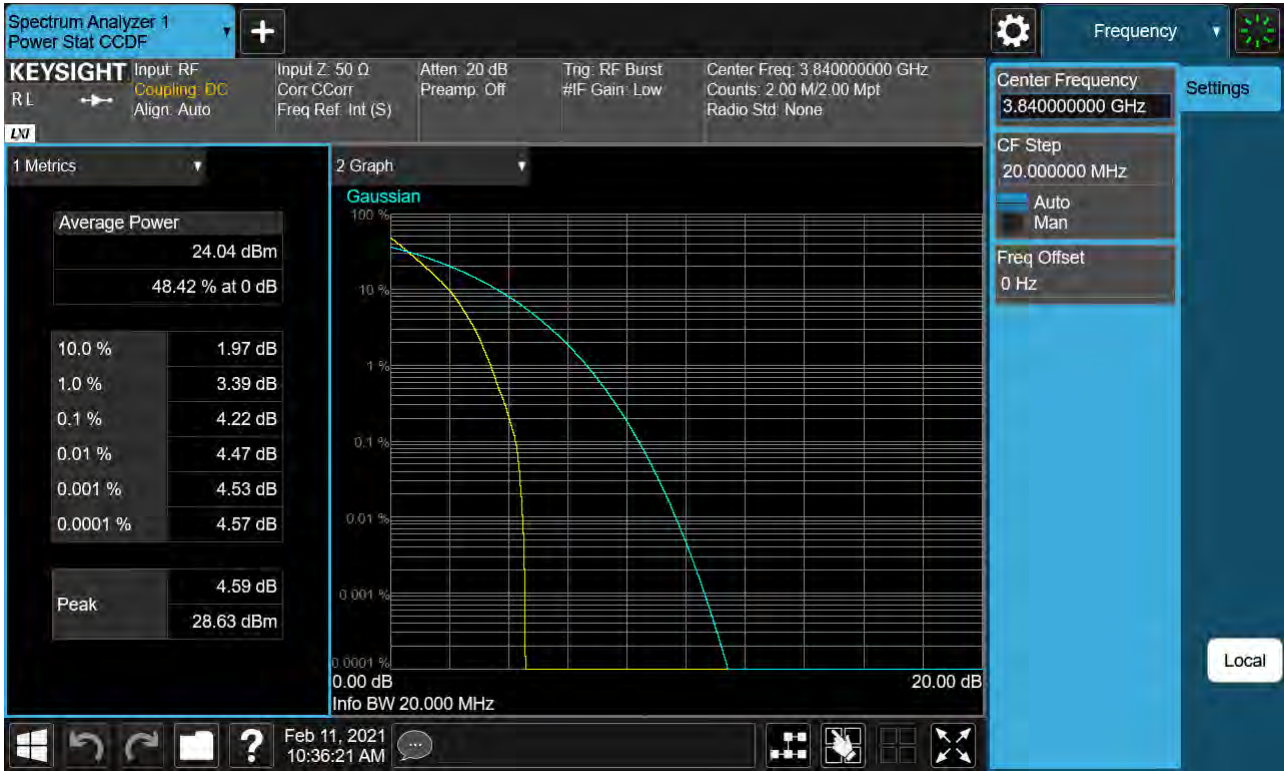 Spectrum Analyzer 1
Power Stat CCDF
Frequency
KEYSIGHT
R L
LXI
Input: RF
Coupling: DC
Align: Auto
Input Z: 50 Ω
Corr CCorr
Freq Ref: Int (S)
Atten: 20 dB
Preamp: Off
Trig: RF Burst
#IF Gain: Low
Center Freq: 3.840000000 GHz
Counts: 2.00 M/2.00 Mpt
Radio Std: None
Center Frequency
3.840000000 GHz
Settings
CF Step
20.000000 MHz
Auto
Man
Freq Offset
0 Hz
1 Metrics
Average Power
24.04 dBm
48.42 % at 0 dB
10.0 % 1.97 dB
1.0 % 3.39 dB
0.1 % 4.22 dB
0.01 % 4.47 dB
0.001 % 4.53 dB
0.0001 % 4.57 dB
Peak
4.59 dB
28.63 dBm
2 Graph
Gaussian
100 %
10 %
1 %
0.1 %
0.01 %
0.001 %
0.0001 %
0.00 dB 20.00 dB
Info BW 20.000 MHz
Local
?
Feb 11, 2021
10:36:21 AM